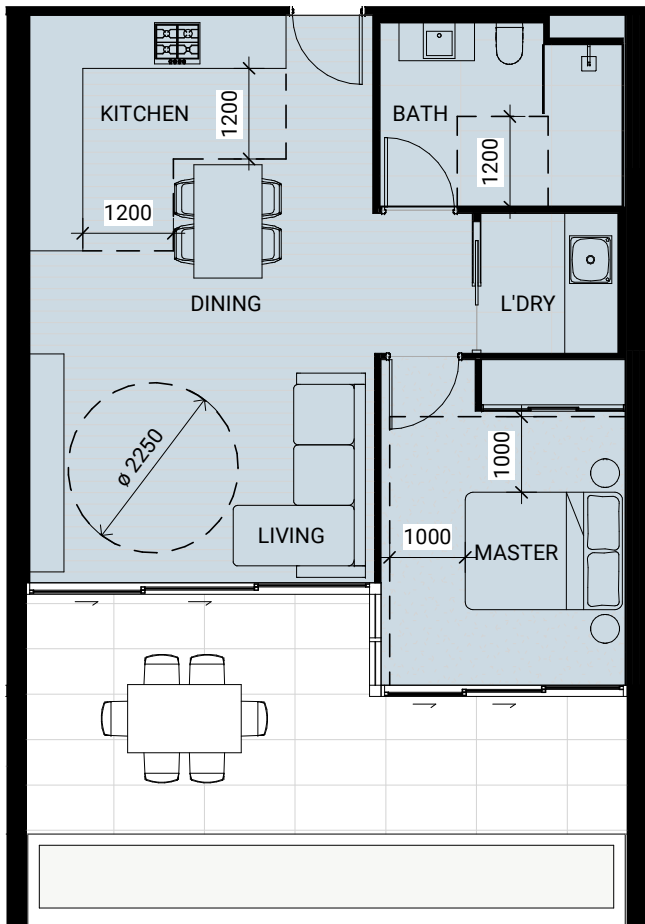 KITCHEN
1200
BATH
1200
1200
DINING
L'DRY
ø 2250
1000
LIVING
1000
MASTER